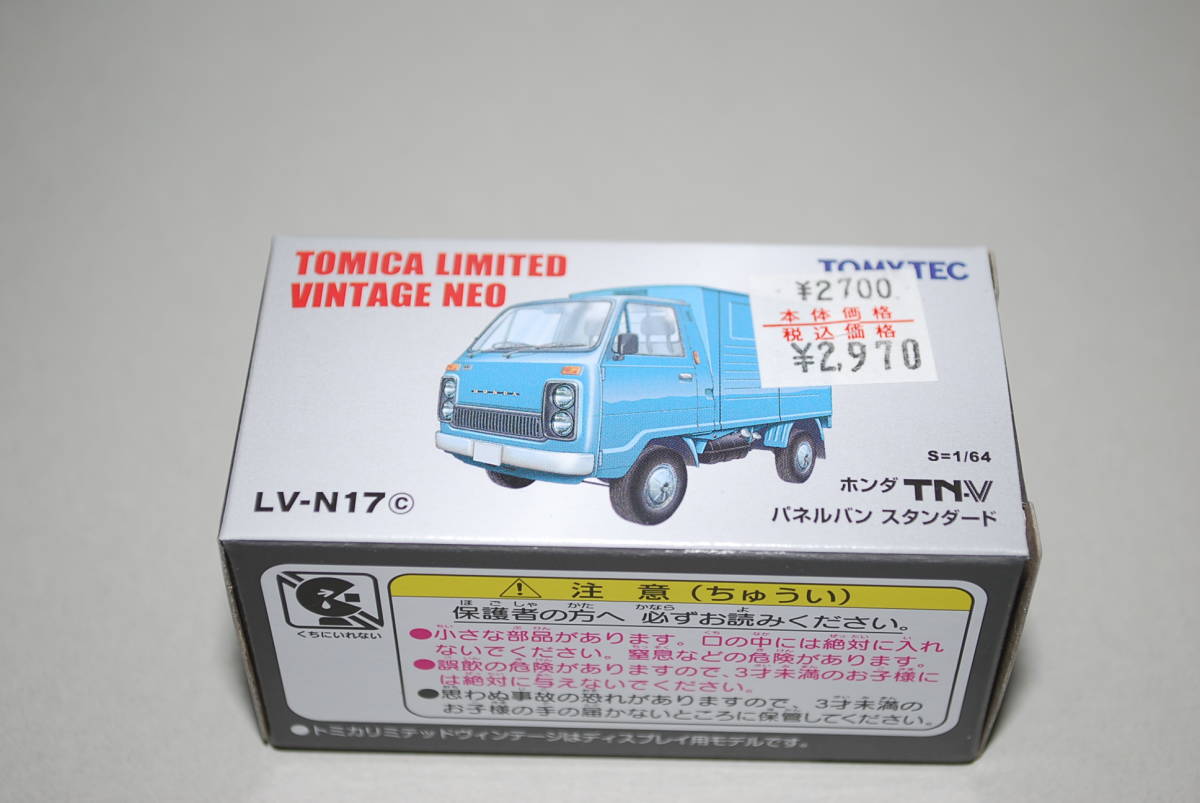 TOMICA LIMITED
VINTAGE NEO
TOMYTEC
¥2700
本体価格
税込価格
¥2,970
HONDA
S=1/64
ホンダ TN-V
パネルバン スタンダード
LV-N17 ©
くちにいれない
⚠ 注意(ちゅうい)
保護者の方へ 必ずお読みください。
●小さな部品があります。口の中には絶対に入れ
ないでください。窒息などの危険があります。
●誤飲の危険がありますので、3才未満のお子様に
は絶対に与えないでください。
●思わぬ事故の恐れがありますので、3才未満の
お子様の手の届かないところに保管してください。
●トミカリミテッドヴィンテージはディスプレイ用モデルです。